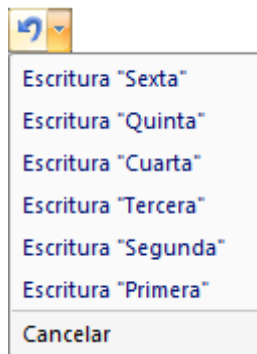 Escritura "Sexta"
Escritura "Quinta"
Escritura "Cuarta"
Escritura "Tercera"
Escritura "Segunda"
Escritura "Primera"
Cancelar